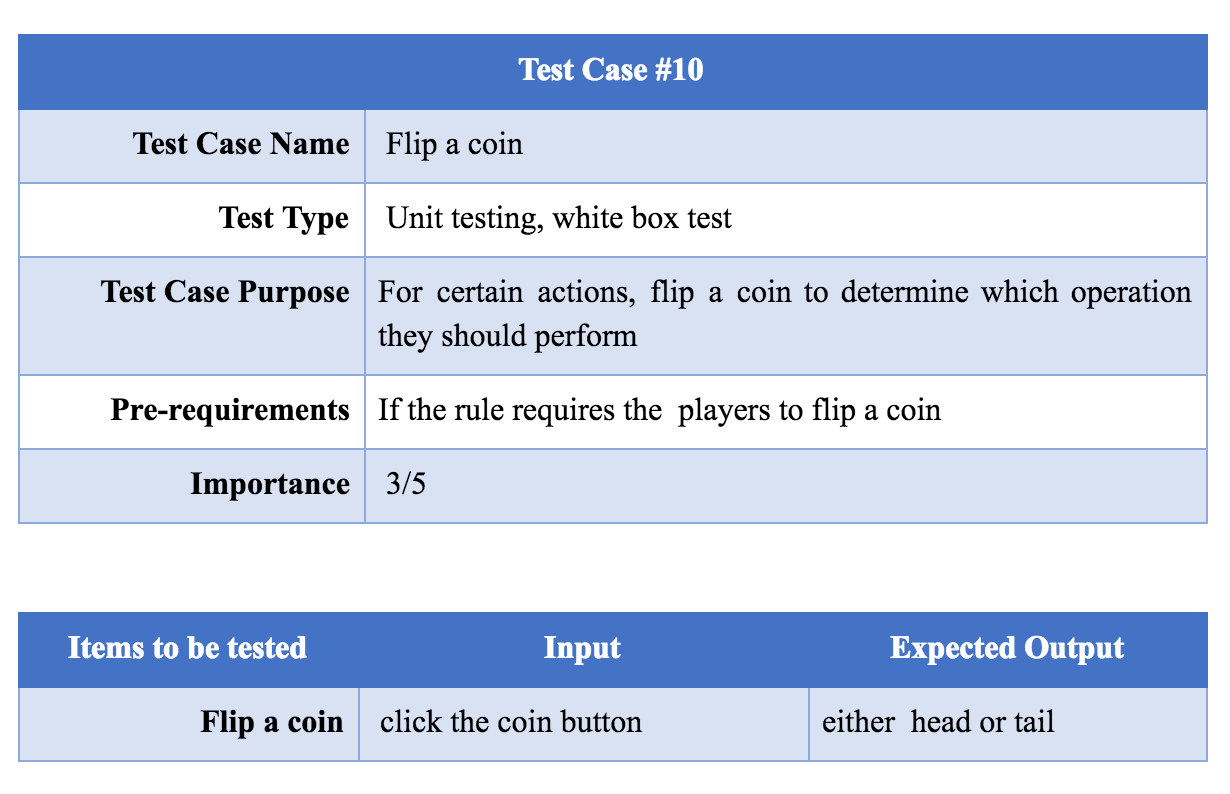 Test Case #10
Test Case Name Flip a coin
Test Type Unit testing, white box test
Test Case Purpose For certain actions, flip a coin to determine which operation
they should perform
Pre-requirements If the rule requires the  players to flip a coin
Importance 3/5
Items to be tested Input Expected Output
Flip a coin click the coin button either  head or tail